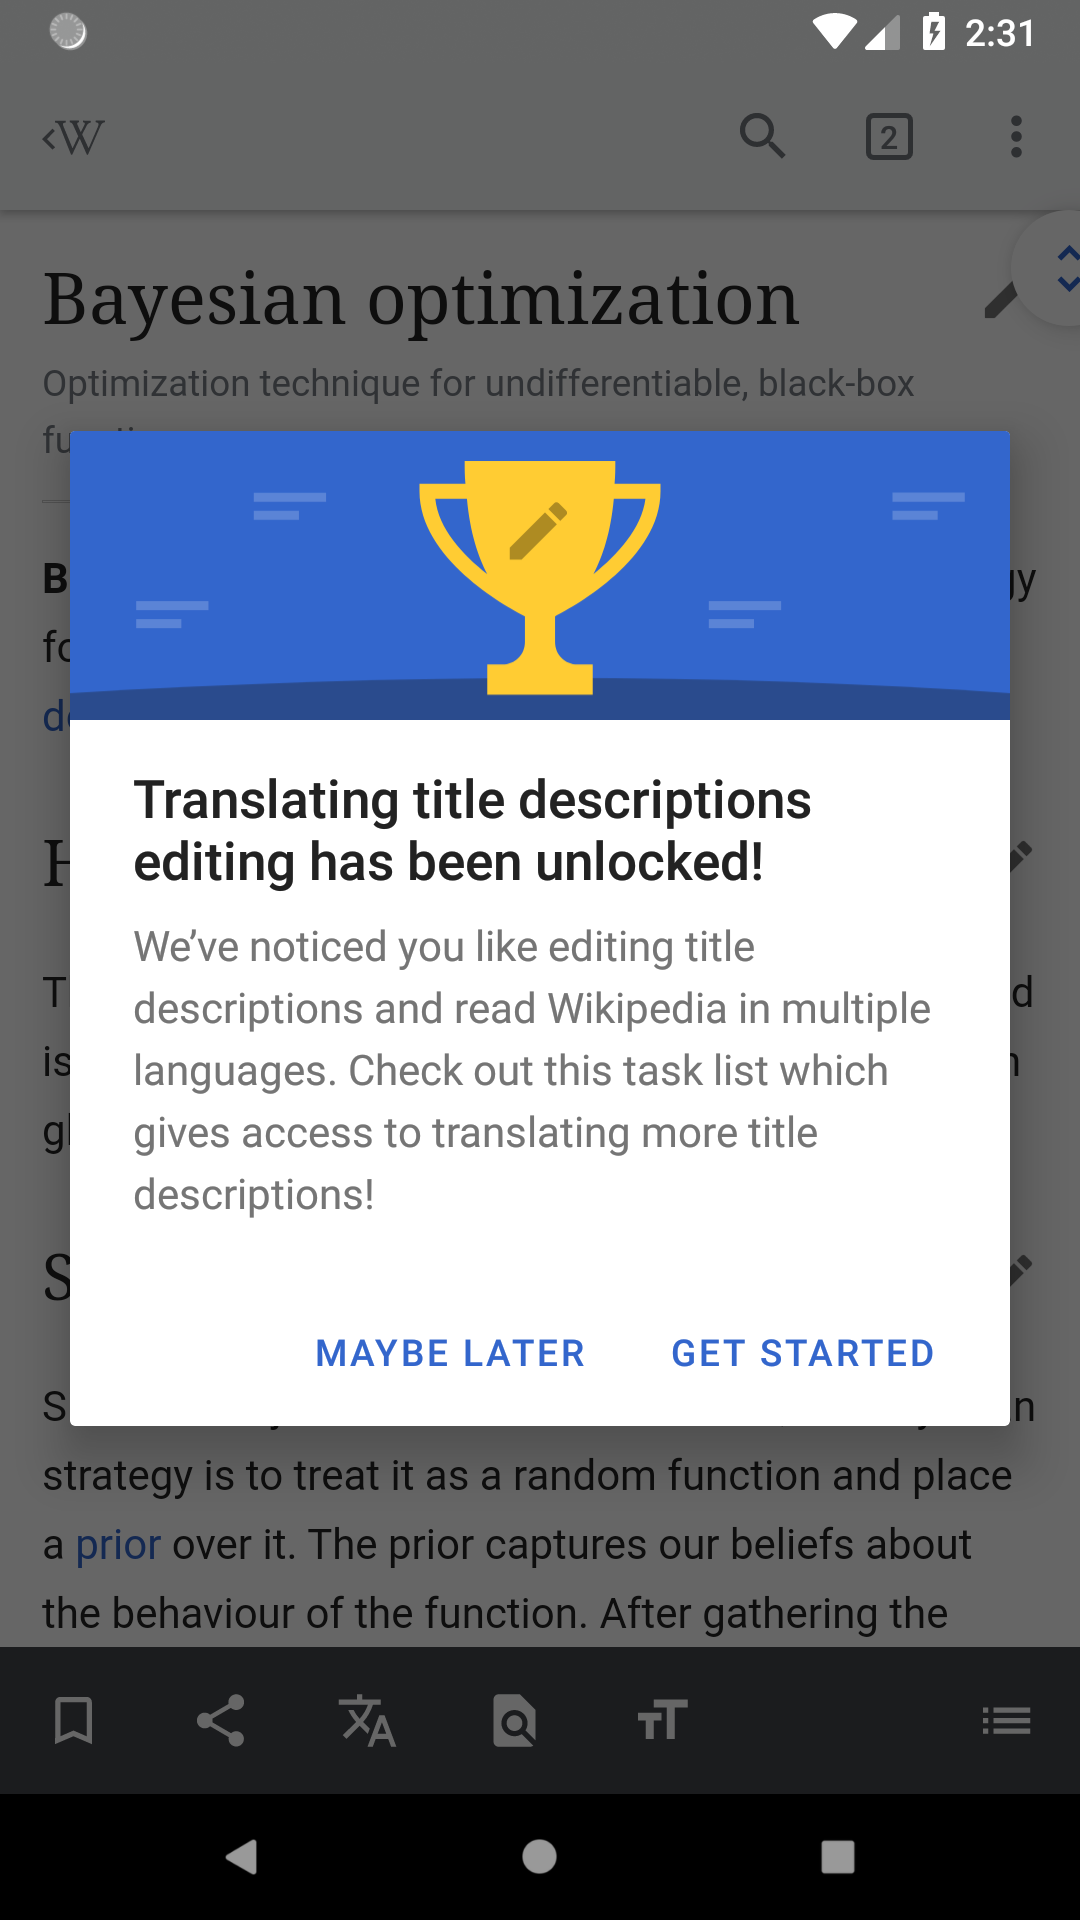 2:31
W
2
Bayesian optimization
Optimization technique for undifferentiable, black-box
Translating title descriptions
editing has been unlocked!
We’ve noticed you like editing title
descriptions and read Wikipedia in multiple
languages. Check out this task list which
gives access to translating more title
descriptions!
MAYBE LATER GET STARTED
strategy is to treat it as a random function and place
a prior over it. The prior captures our beliefs about
the behaviour of the function. After gathering the